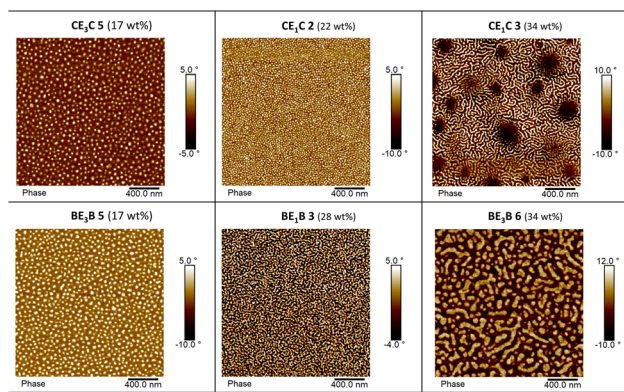 CE₃C 5 (17 wt%)
CE₁C 2 (22 wt%)
CE₁C 3 (34 wt%)
5.0 °
-5.0 °
Phase
400.0 nm
5.0 °
-10.0 °
Phase
400.0 nm
10.0 °
-10.0 °
Phase
400.0 nm
BE₃B 5 (17 wt%)
BE₁B 3 (28 wt%)
BE₃B 6 (34 wt%)
5.0 °
-10.0 °
Phase
400.0 nm
5.0 °
-4.0 °
Phase
400.0 nm
12.0 °
-10.0 °
Phase
400.0 nm